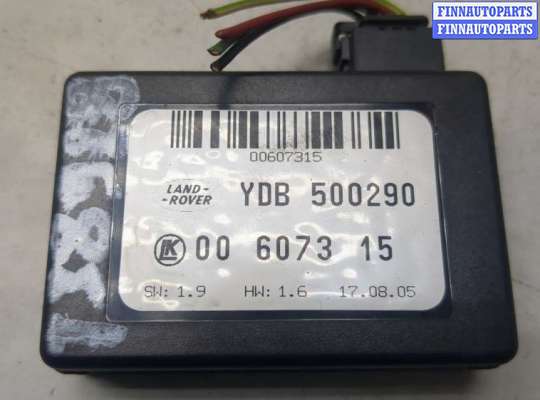 FINNAUTOPARTS
FINNAUTOPARTS
00607315
LAND-
-ROVER
YDB 500290
LK 00 6073 15
SW: 1.9 HW: 1.6 17.08.05